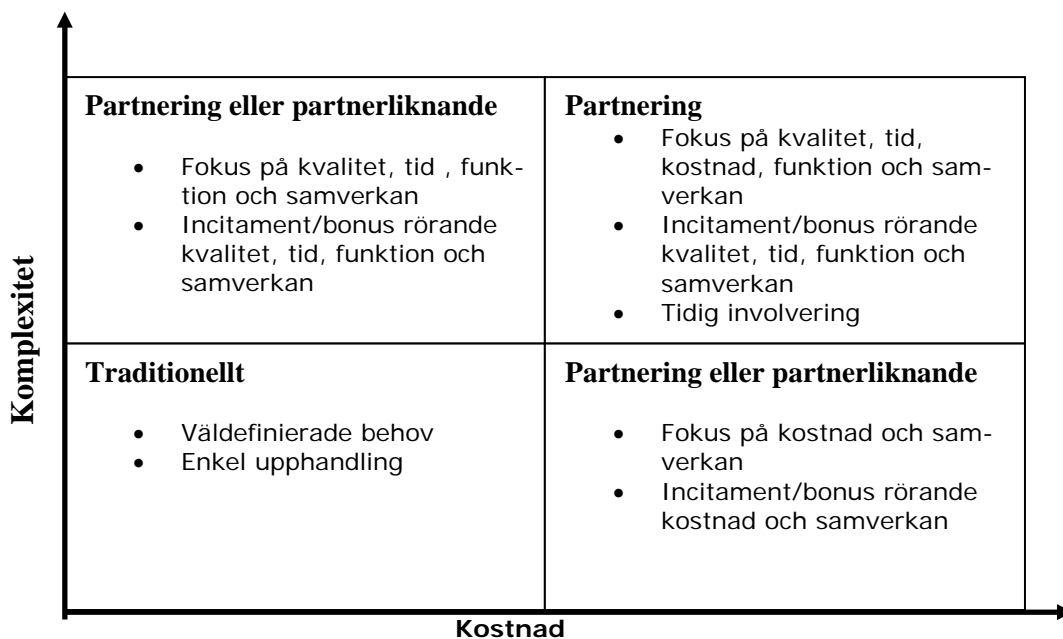 Partnering eller partnerliknande
• Fokus på kvalitet, tid , funk-
tion och samverkan
• Incitament/bonus rörande
kvalitet, tid, funktion och
samverkan
Partnering
• Fokus på kvalitet, tid,
kostnad, funktion och sam-
verkan
• Incitament/bonus rörande
kvalitet, tid, funktion och
samverkan
• Tidig involvering
Komplexitet
Traditionellt
• Väldefinierade behov
• Enkel upphandling
Partnering eller partnerliknande
• Fokus på kostnad och sam-
verkan
• Incitament/bonus rörande
kostnad och samverkan
Kostnad